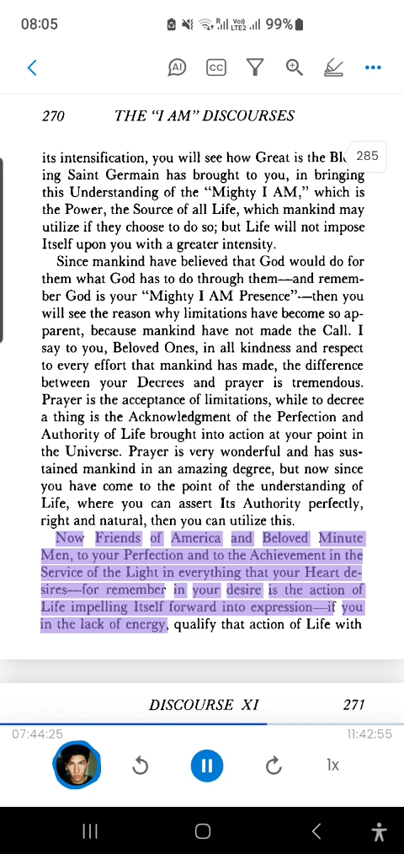 08:05
R
Vo)
LTE2
99%
AI
CC
270 THE “I AM” DISCOURSES
285
its intensification, you will see how Great is the
ing Saint Germain has brought to you, in bringing
this Understanding of the “Mighty I AM,” which is
the Power, the Source of all Life, which mankind may
utilize if they choose to do so; but Life will not impose
Itself upon you with a greater intensity.
Since mankind have believed that God would do for
them what God has to do through them—and remem-
ber God is your “Mighty I AM Presence”—then you
will see the reason why limitations have become so ap-
parent, because mankind have not made the Call. I
say to you, Beloved Ones, in all kindness and respect
to every effort that mankind has made, the difference
between your Decrees and prayer is tremendous.
Prayer is the acceptance of limitations, while to decree
a thing is the Acknowledgment of the Perfection and
Authority of Life brought into action at your point in
the Universe. Prayer is very wonderful and has sus-
tained mankind in an amazing degree, but now since
you have come to the point of the understanding of
Life, where you can assert Its Authority perfectly,
right and natural, then you can utilize this.
Now Friends of America and Beloved Minute
Men, to your Perfection and to the Achievement in the
Service of the Light in everything that your Heart de-
sires—for remember in your desire is the action of
Life impelling Itself forward into expression—if you
in the lack of energy, qualify that action of Life with
DISCOURSE XI 271
07:44:25 11:42:55
1x